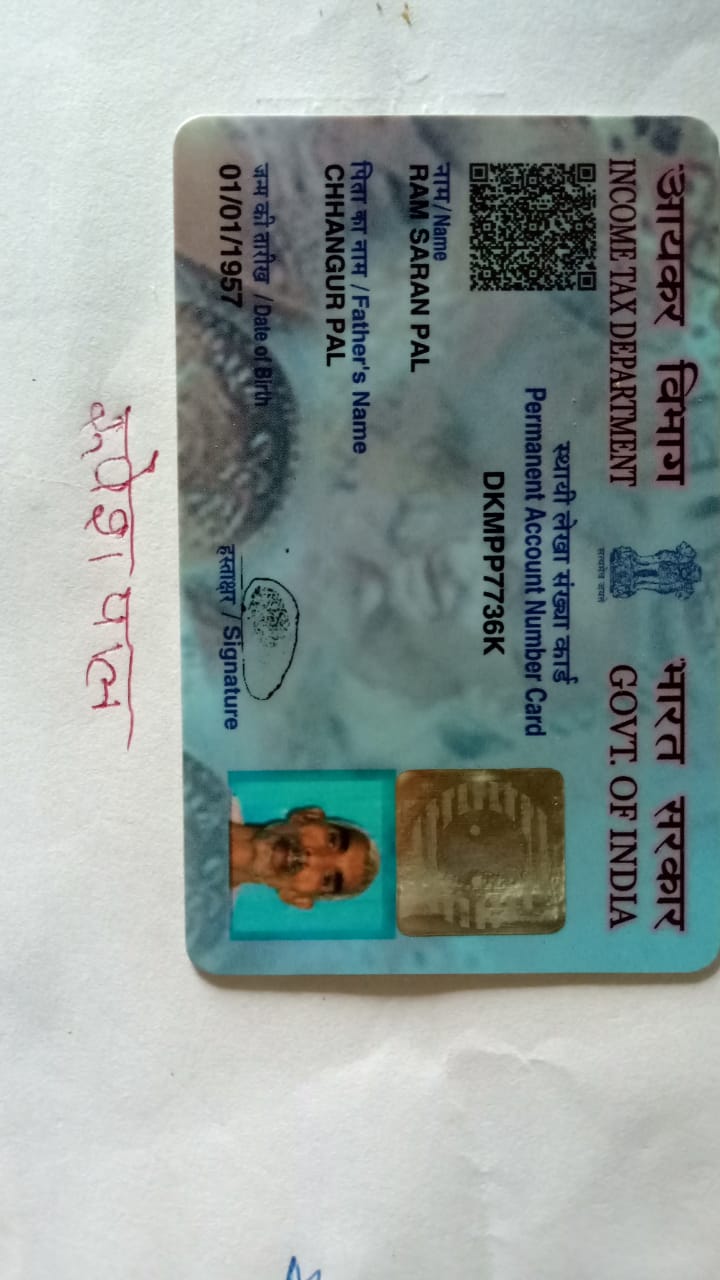 आयकर विभाग
INCOME TAX DEPARTMENT
सत्यमेव जयते
भारत सरकार
GOVT. OF INDIA
स्थायी लेखा संख्या कार्ड
Permanent Account Number Card
DKMPP7736K
नाम/Name
RAM SARAN PAL
पिता का नाम/Father's Name
CHHANGUR PAL
जन्म की तारीख/Date of Birth
01/01/1957
हस्ताक्षर/Signature
पाल